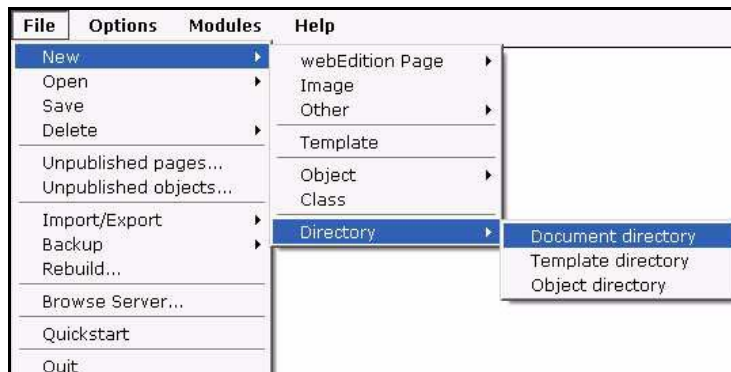 File Options Modules Help
New
Open
Save
Delete
Unpublished pages...
Unpublished objects...
Import/Export
Backup
Rebuild...
Browse Server...
Quickstart
Quit
webEdition Page
Image
Other
Template
Object
Class
Directory
Document directory
Template directory
Object directory